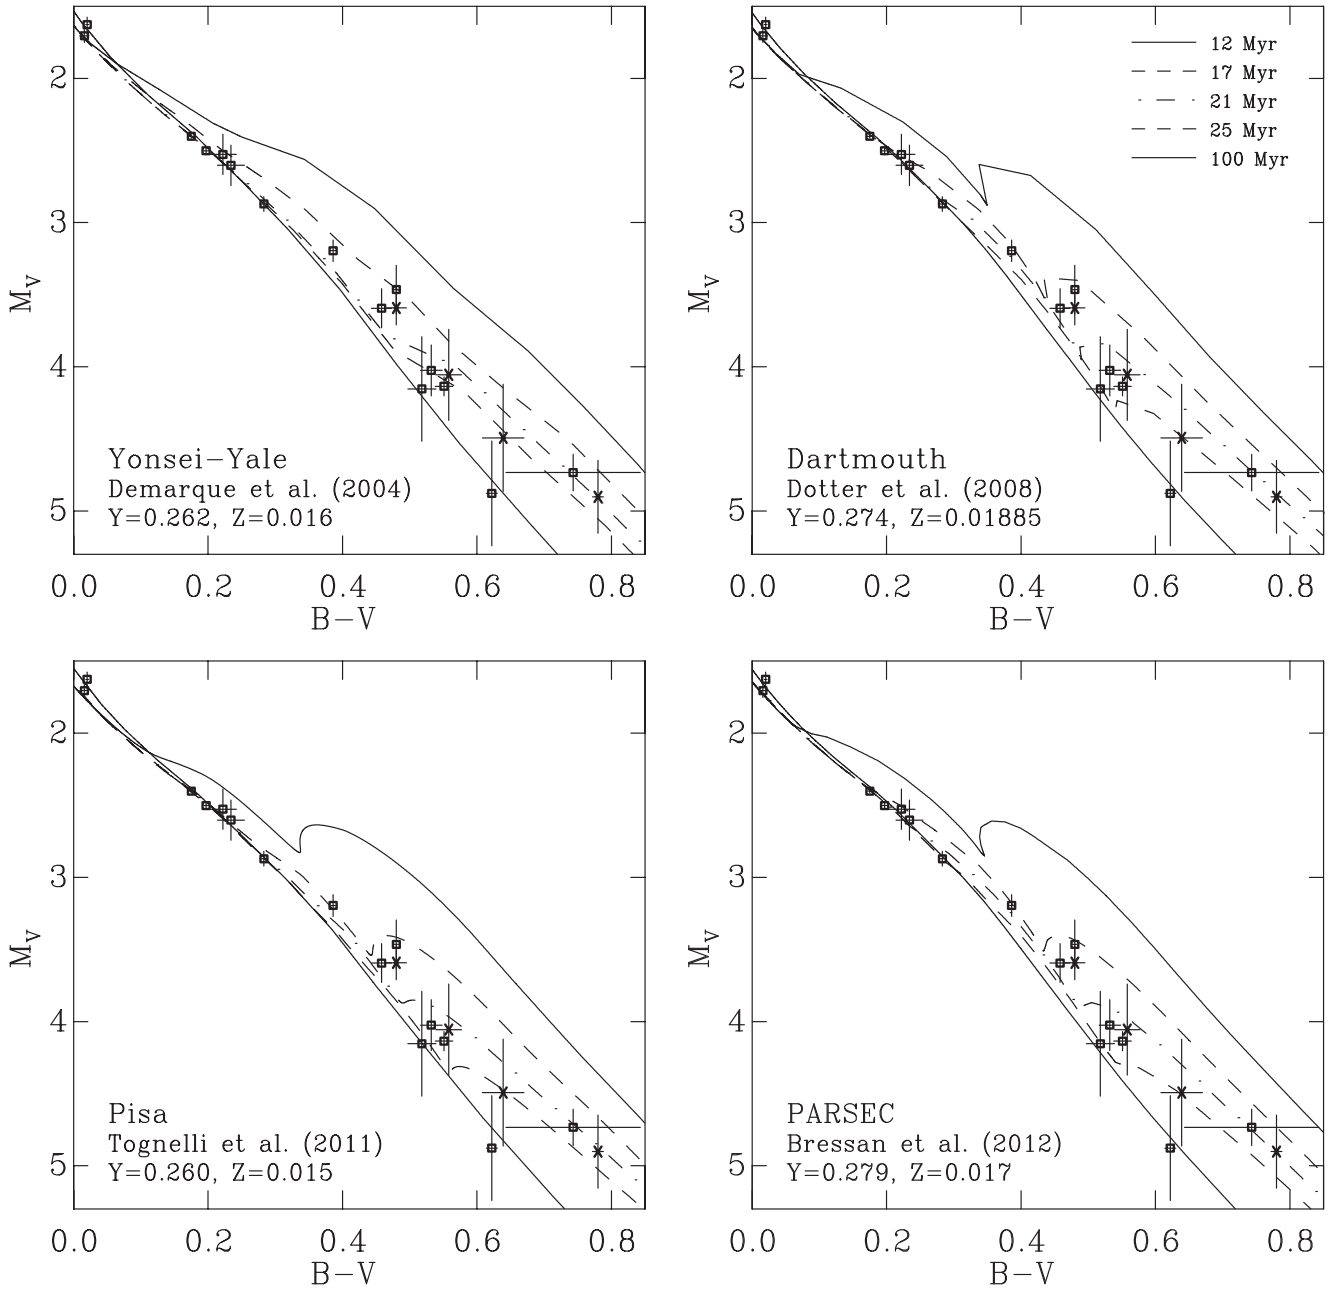 12 Myr
17 Myr
21 Myr
25 Myr
100 Myr
2
3
4
5
M_V
Yonsei-Yale
Demarque et al. (2004)
Y=0.262, Z=0.016
0.0 0.2 0.4 0.6 0.8
B-V
2
3
4
5
M_V
Dartmouth
Dotter et al. (2008)
Y=0.274, Z=0.01885
0.0 0.2 0.4 0.6 0.8
B-V
2
3
4
5
M_V
Pisa
Tognelli et al. (2011)
Y=0.260, Z=0.015
0.0 0.2 0.4 0.6 0.8
B-V
2
3
4
5
M_V
PARSEC
Bressan et al. (2012)
Y=0.279, Z=0.017
0.0 0.2 0.4 0.6 0.8
B-V